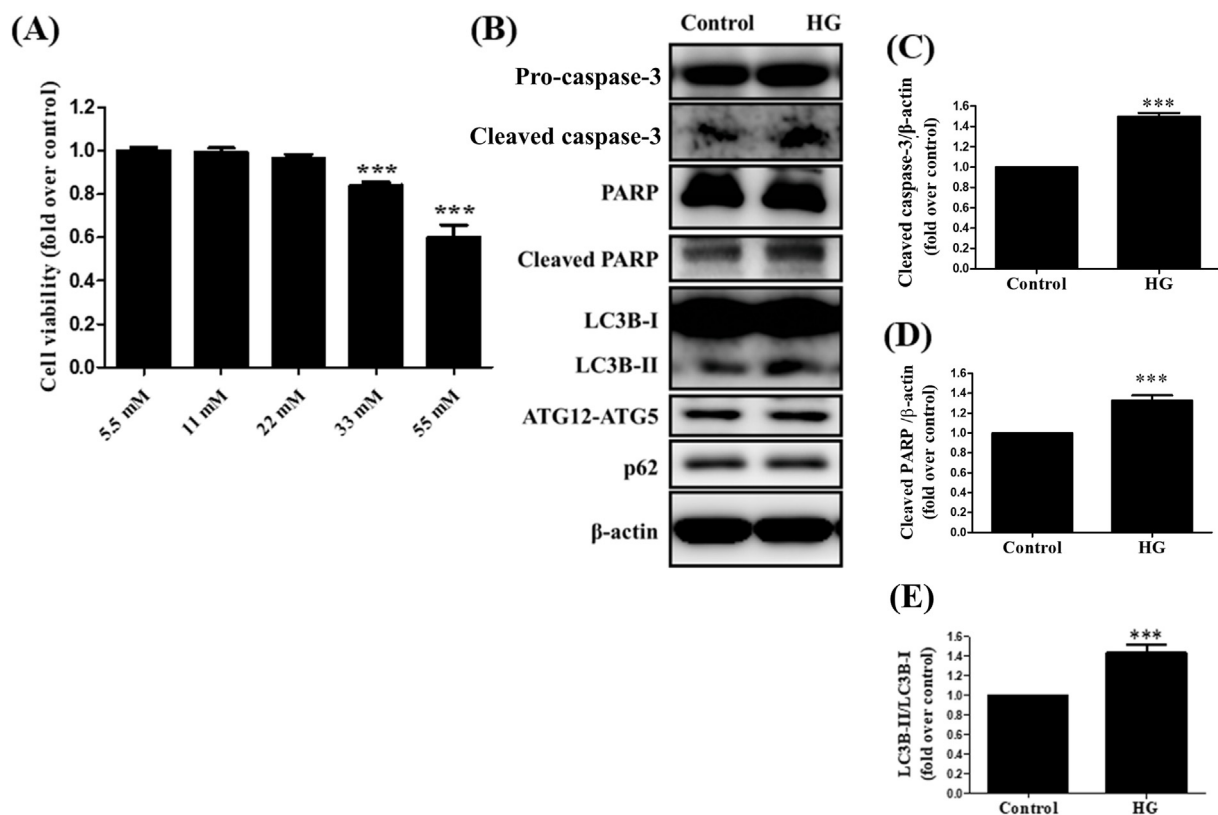 (A)
Cell viability (fold over control)
1.2
1.0
0.8
0.6
0.4
0.2
0.0
***
***
5.5 mM
11 mM
22 mM
33 mM
55 mM
(B)
Control HG
Pro-caspase-3
Cleaved caspase-3
PARP
Cleaved PARP
LC3B-I
LC3B-II
ATG12-ATG5
p62
β-actin
(C)
Cleaved caspase-3/β-actin
(fold over control)
1.6
1.4
1.2
1.0
0.8
0.6
0.4
0.2
0.0
***
Control HG
(D)
Cleaved PARP /β-actin
(fold over control)
1.6
1.4
1.2
1.0
0.8
0.6
0.4
0.2
0.0
***
Control HG
(E)
LC3B-II/LC3B-I
(fold over control)
1.6
1.4
1.2
1.0
0.8
0.6
0.4
0.2
0.0
***
Control HG